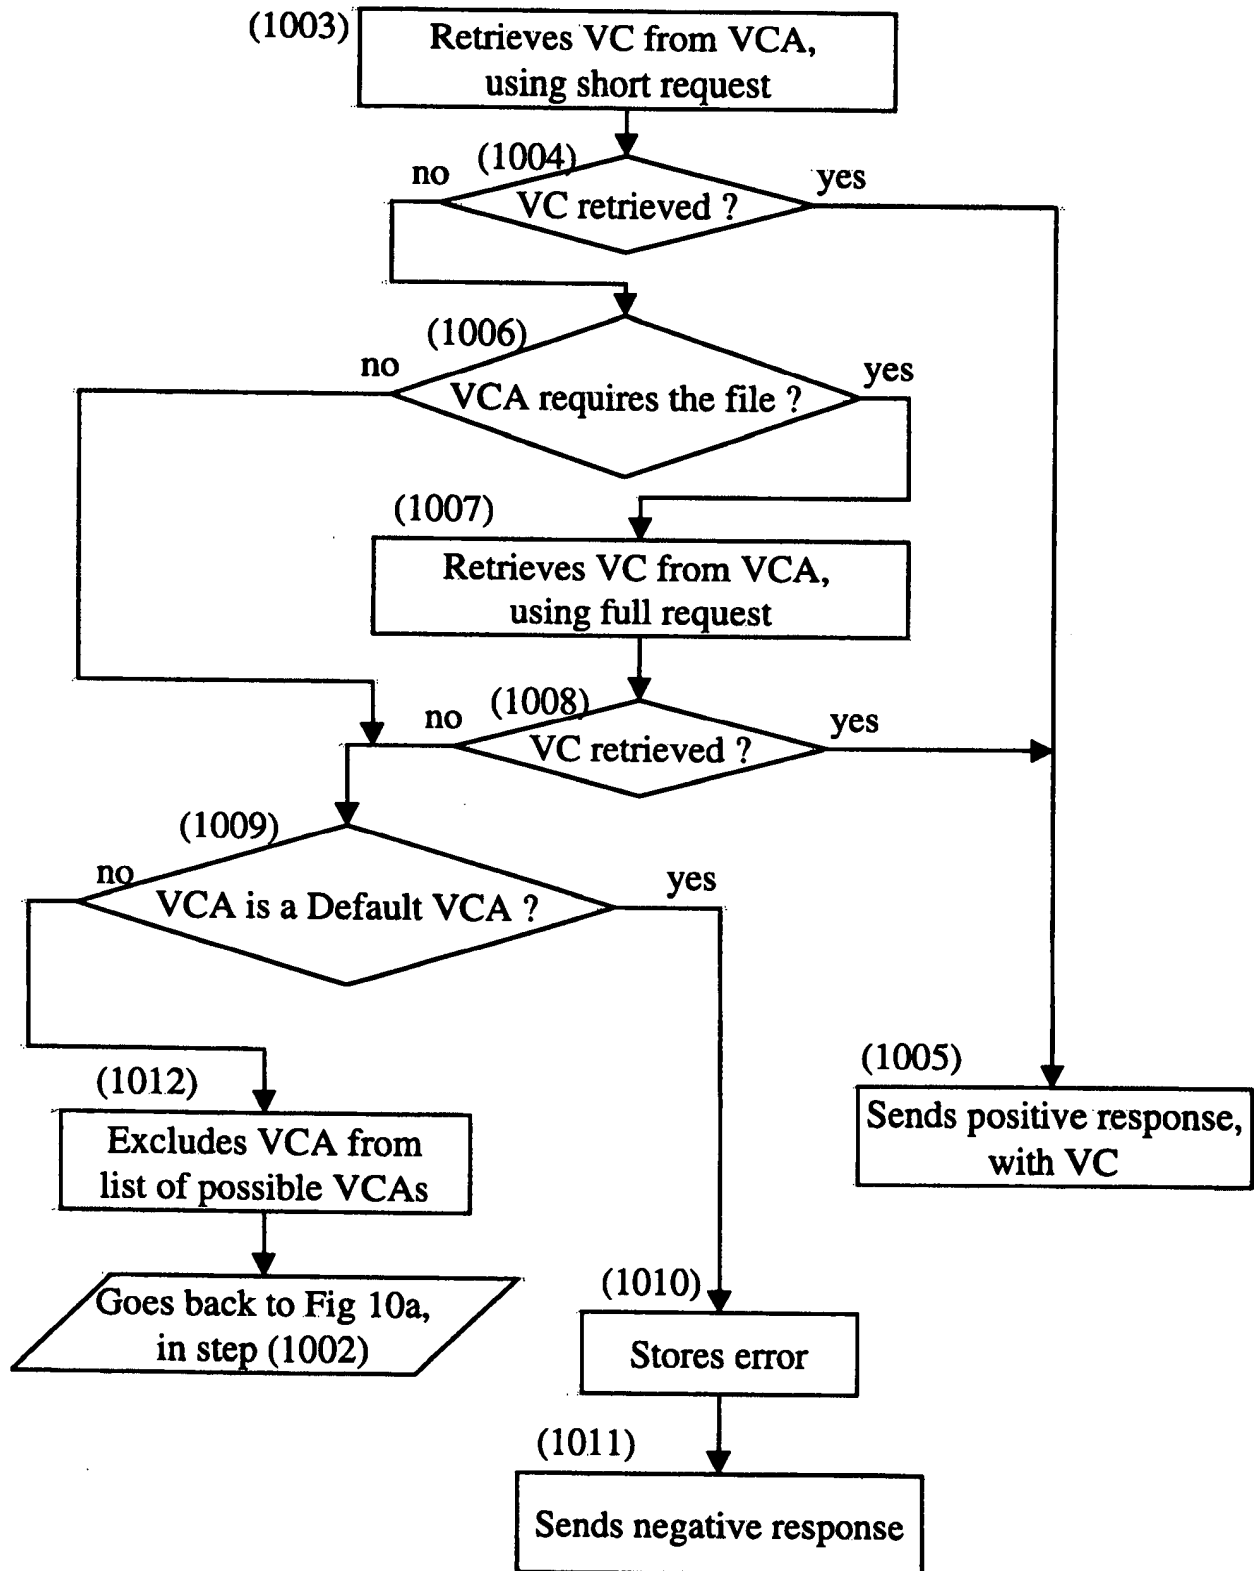 (1003)
Retrieves VC from VCA,
using short request
(1004)
no
yes
VC retrieved ?
(1006)
no
yes
VCA requires the file ?
(1007)
Retrieves VC from VCA,
using full request
(1008)
no
yes
VC retrieved ?
(1009)
no
yes
VCA is a Default VCA ?
(1012)
Excludes VCA from
list of possible VCAs
Goes back to Fig 10a,
in step (1002)
(1005)
Sends positive response,
with VC
(1010)
Stores error
(1011)
Sends negative response